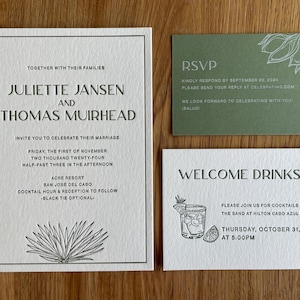 TOGETHER WITH THEIR FAMILIES
JULIETTE JANSEN
AND
THOMAS MUIRHEAD
INVITE YOU TO CELEBRATE THEIR MARRIAGE
FRIDAY, THE FIRST OF NOVEMBER
TWO THOUSAND TWENTY-FOUR
HALF-PAST THREE IN THE AFTERNOON
ACRE RESORT
SAN JOSÉ DEL CABO
COCKTAIL HOUR & RECEPTION TO FOLLOW
(BLACK TIE OPTIONAL)
RSVP
KINDLY RESPOND BY SEPTEMBER 20, 2024
PLEASE SEND YOUR REPLY AT CELEBRATING.COM
WE LOOK FORWARD TO CELEBRATING WITH YOU
¡SALUD!
WELCOME DRINKS
PLEASE JOIN US FOR COCKTAILS
THE SAND AT HILTON CABO AZUL
THURSDAY, OCTOBER 31,
AT 5:00PM